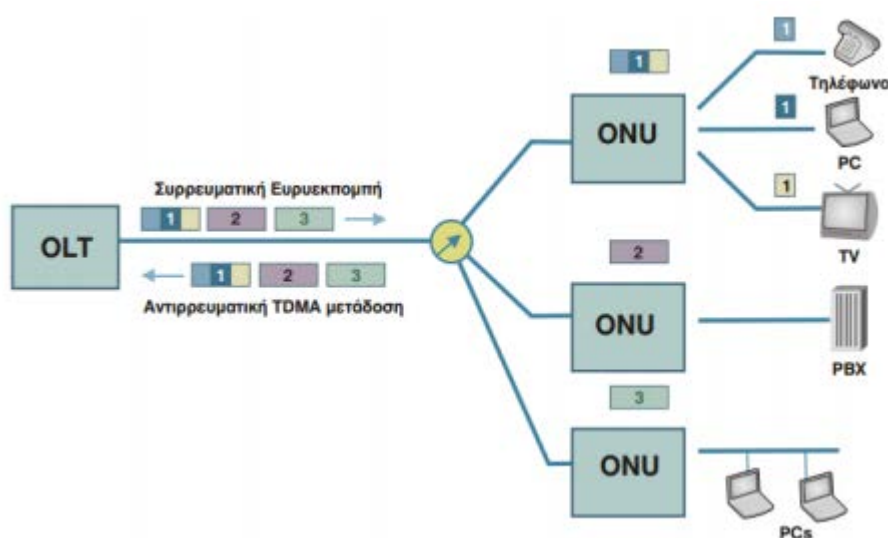 1
1
ONU
Τηλέφωνο
1
PC
Συρρευματική Ευρυεκπομπή
1 2 3
1
OLT
TV
2
1 2 3
Αντιρρευματική TDMA μετάδοση
ONU
PBX
3
ONU
PCs